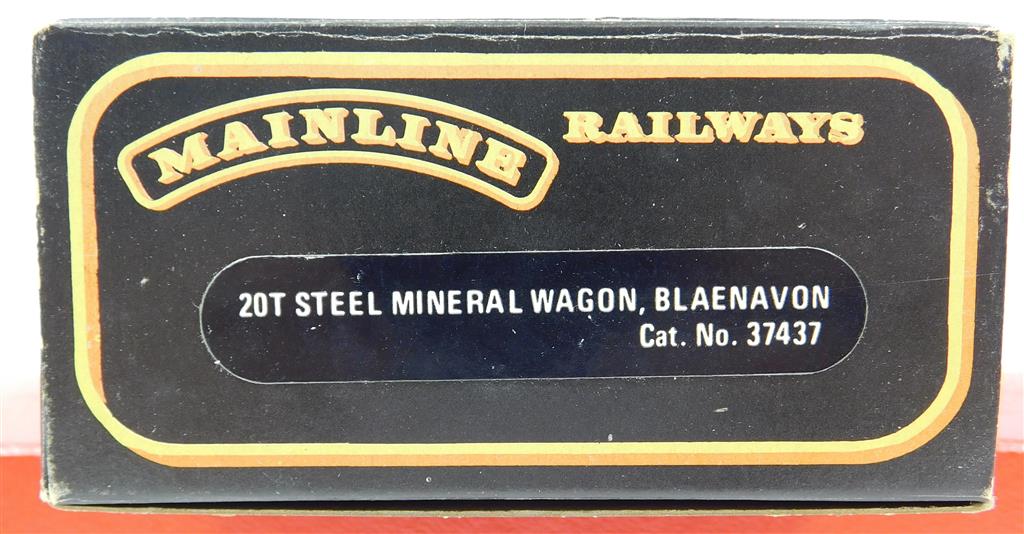 MAINLINE RAILWAYS
20T STEEL MINERAL WAGON, BLAENAVON
Cat. No. 37437